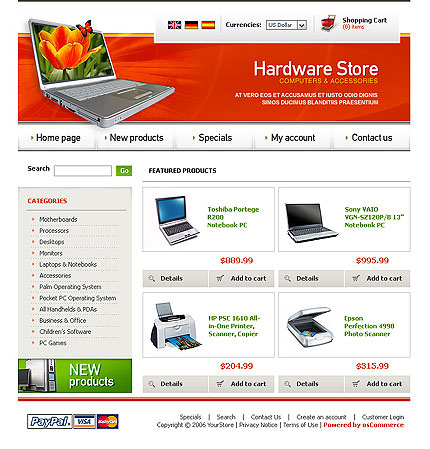 Currencies: US Dollar
Shopping Cart
(0) items
Hardware Store
COMPUTERS & ACCESSORIES
AT VERO EOS ET ACCUSAMUS ET IUSTO ODIO DIGNIS
SIMOS DUCIMUS BLANDITIIS PRAESENTIUM
Home page New products Specials My account Contact us
Search Go
FEATURED PRODUCTS
CATEGORIES
Motherboards
Processors
Desktops
Monitors
Laptops & Notebooks
Accessories
Palm Operating System
Pocket PC Operating System
All Handhelds & PDAs
Business & Office
Children's Software
PC Games
NEW
products
Toshiba Portege
R200
Notebook PC
$889.99
Details Add to cart
Sony VAIO
VGN-SZ120P/B 13"
Notebook PC
$995.99
Details Add to cart
HP PSC 1610 All-
in-One Printer,
Scanner, Copier
$204.99
Details Add to cart
Epson
Perfection 4990
Photo Scanner
$315.99
Details Add to cart
PayPal VISA
Specials | Search | Contact Us | Create an account | Customer Login
Copyright © 2006 YourStore | Privacy Notice | Terms of Use | Powered by osCommerce